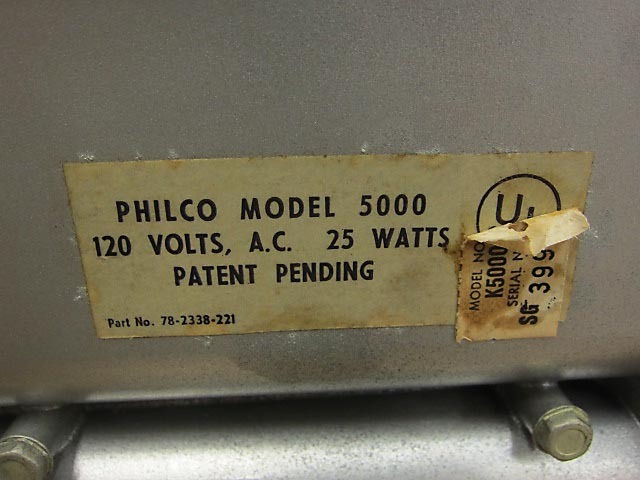 PHILCO MODEL 5000
120 VOLTS, A.C. 25 WATTS
PATENT PENDING
Part No. 78-2338-221
UL
MODEL NO.
K5000
SERIAL N
SG 399